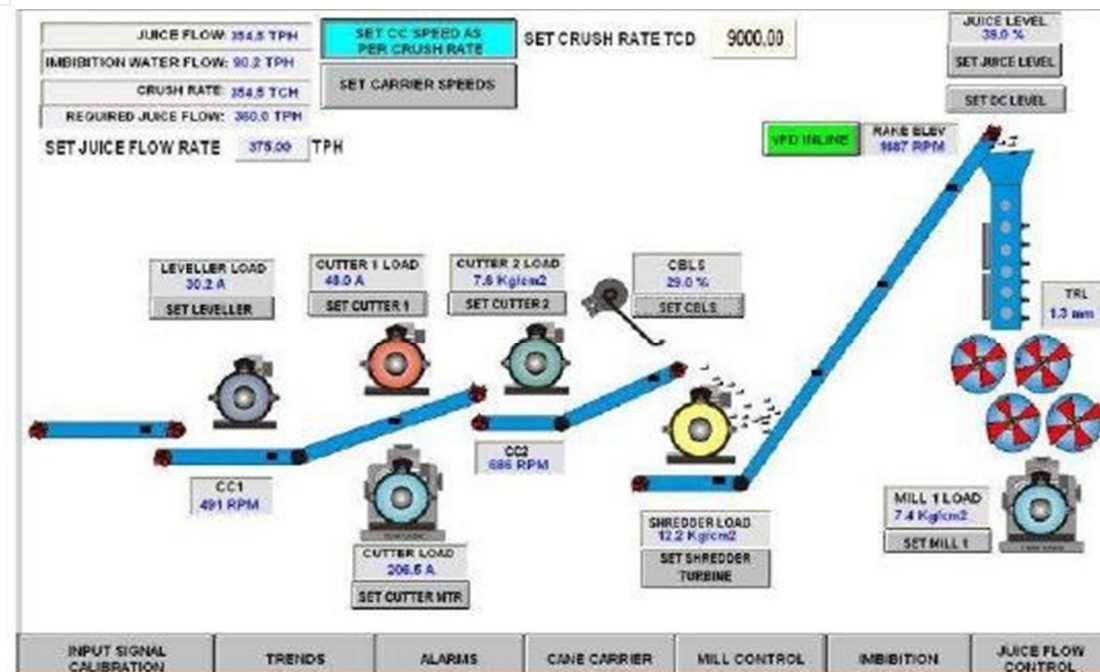 JUICE FLOW: 354.5 TPH
IMBIBITION WATER FLOW: 90.2 TPH
CRUSH RATE: 354.5 TCH
REQUIRED JUICE FLOW: 360.0 TPH
SET JUICE FLOW RATE 375.00 TPH
SET CC SPEED AS
PER CRUSH RATE
SET CARRIER SPEEDS
SET CRUSH RATE TCD 9000.00
JUICE LEVEL
39.0 %
SET JUICE LEVEL
SET DC LEVEL
VFD INLINE
RAKE ELEV
RPM
LEVELLER LOAD
30.2 A
SET LEVELLER
CUTTER 1 LOAD
A
SET CUTTER 1
CUTTER 2 LOAD
7.6 Kg/cm2
SET CUTTER 2
CBLS
29.0 %
SET CBLS
TRL
1.3 mm
CC1
491 RPM
CC2
686 RPM
CUTTER LOAD
206.5 A
SET CUTTER MTR
SHREDDER LOAD
12.2 Kg/cm2
SET SHREDDER
TURBINE
MILL 1 LOAD
7.4 Kg/cm2
SET MILL 1
INPUT SIGNAL
CALIBRATION
TRENDS
ALARMS
CANE CARRIER
MILL CONTROL
IMBIBITION
JUICE FLOW
CONTROL